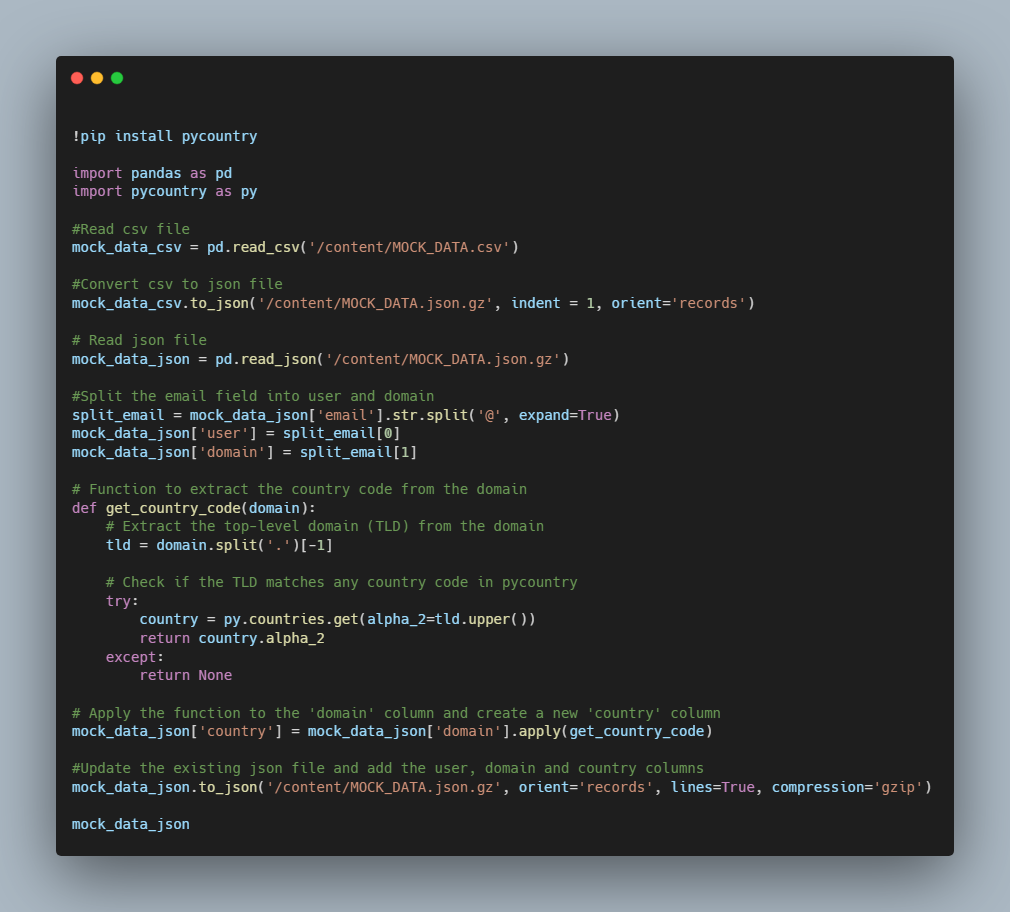 !pip install pycountry

import pandas as pd
import pycountry as py

#Read csv file
mock_data_csv = pd.read_csv('/content/MOCK_DATA.csv')

#Convert csv to json file
mock_data_csv.to_json('/content/MOCK_DATA.json.gz', indent = 1, orient='records')

# Read json file
mock_data_json = pd.read_json('/content/MOCK_DATA.json.gz')

#Split the email field into user and domain
split_email = mock_data_json['email'].str.split('@', expand=True)
mock_data_json['user'] = split_email[0]
mock_data_json['domain'] = split_email[1]

# Function to extract the country code from the domain
def get_country_code(domain):
    # Extract the top-level domain (TLD) from the domain
    tld = domain.split('.')[-1]

    # Check if the TLD matches any country code in pycountry
    try:
        country = py.countries.get(alpha_2=tld.upper())
        return country.alpha_2
    except:
        return None

# Apply the function to the 'domain' column and create a new 'country' column
mock_data_json['country'] = mock_data_json['domain'].apply(get_country_code)

#Update the existing json file and add the user, domain and country columns
mock_data_json.to_json('/content/MOCK_DATA.json.gz', orient='records', lines=True, compression='gzip')

mock_data_json